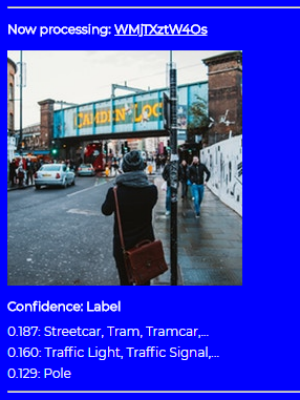 Now processing: WMjTXztW4Os
CAMDEN LOC
Confidence: Label
0.187: Streetcar, Tram, Tramcar,...
0.160: Traffic Light, Traffic Signal,...
0.129: Pole